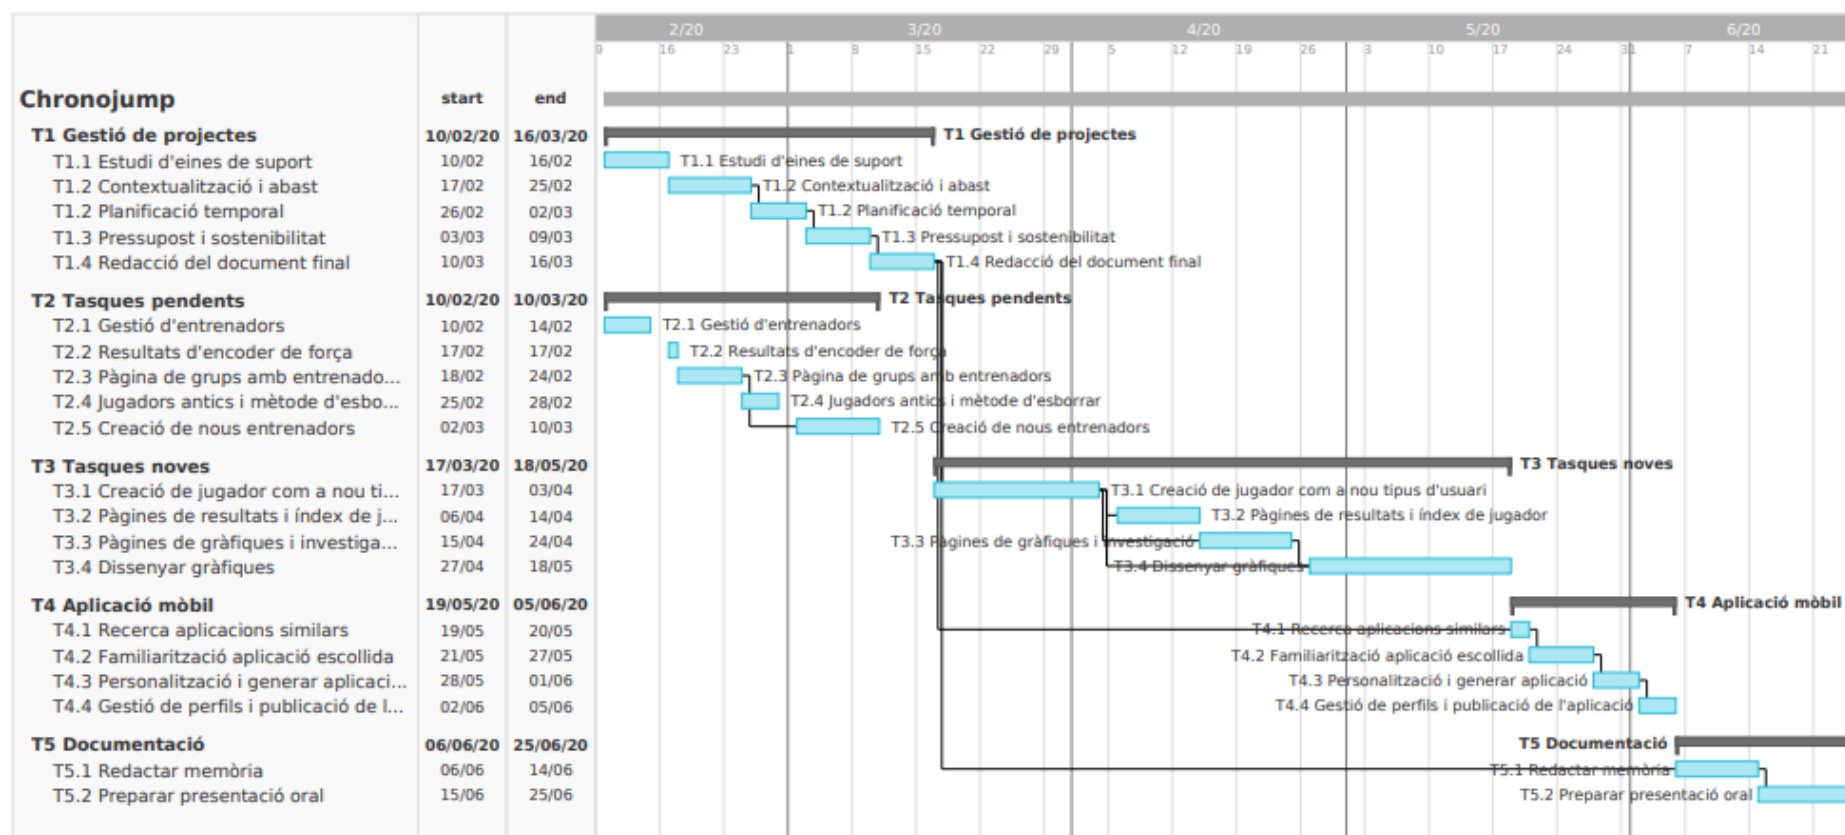 2/20 3/20 4/20 5/20 6/20
9 16 23 1 8 15 22 29 5 12 19 26 3 10 17 24 31 7 14 21
Chronojump start end
T1 Gestió de projectes 10/02/20 16/03/20 T1 Gestió de projectes
T1.1 Estudi d'eines de suport 10/02 16/02 T1.1 Estudi d'eines de suport
T1.2 Contextualització i abast 17/02 25/02 T1.2 Contextualització i abast
T1.2 Planificació temporal 26/02 02/03 T1.2 Planificació temporal
T1.3 Pressupost i sostenibilitat 03/03 09/03 T1.3 Pressupost i sostenibilitat
T1.4 Redacció del document final 10/03 16/03 T1.4 Redacció del document final
T2 Tasques pendents 10/02/20 10/03/20 T2 Tasques pendents
T2.1 Gestió d'entrenadors 10/02 14/02 T2.1 Gestió d'entrenadors
T2.2 Resultats d'encoder de força 17/02 17/02 T2.2 Resultats d'encoder de força
T2.3 Pàgina de grups amb entrenado... 18/02 24/02 T2.3 Pàgina de grups amb entrenadors
T2.4 Jugadors antics i mètode d'esbo... 25/02 28/02 T2.4 Jugadors antics i mètode d'esborrar
T2.5 Creació de nous entrenadors 02/03 10/03 T2.5 Creació de nous entrenadors
T3 Tasques noves 17/03/20 18/05/20 T3 Tasques noves
T3.1 Creació de jugador com a nou ti... 17/03 03/04 T3.1 Creació de jugador com a nou tipus d'usuari
T3.2 Pàgines de resultats i índex de j... 06/04 14/04 T3.2 Pàgines de resultats i índex de jugador
T3.3 Pàgines de gràfiques i investiga... 15/04 24/04 T3.3 Pàgines de gràfiques i investigació
T3.4 Dissenyar gràfiques 27/04 18/05 T3.4 Dissenyar gràfiques
T4 Aplicació mòbil 19/05/20 05/06/20 T4 Aplicació mòbil
T4.1 Recerca aplicacions similars 19/05 20/05 T4.1 Recerca aplicacions similars
T4.2 Familiarització aplicació escollida 21/05 27/05 T4.2 Familiarització aplicació escollida
T4.3 Personalització i generar aplicaci... 28/05 01/06 T4.3 Personalització i generar aplicació
T4.4 Gestió de perfils i publicació de l'... 02/06 05/06 T4.4 Gestió de perfils i publicació de l'aplicació
T5 Documentació 06/06/20 25/06/20 T5 Documentació
T5.1 Redactar memòria 06/06 14/06 T5.1 Redactar memòria
T5.2 Preparar presentació oral 15/06 25/06 T5.2 Preparar presentació oral